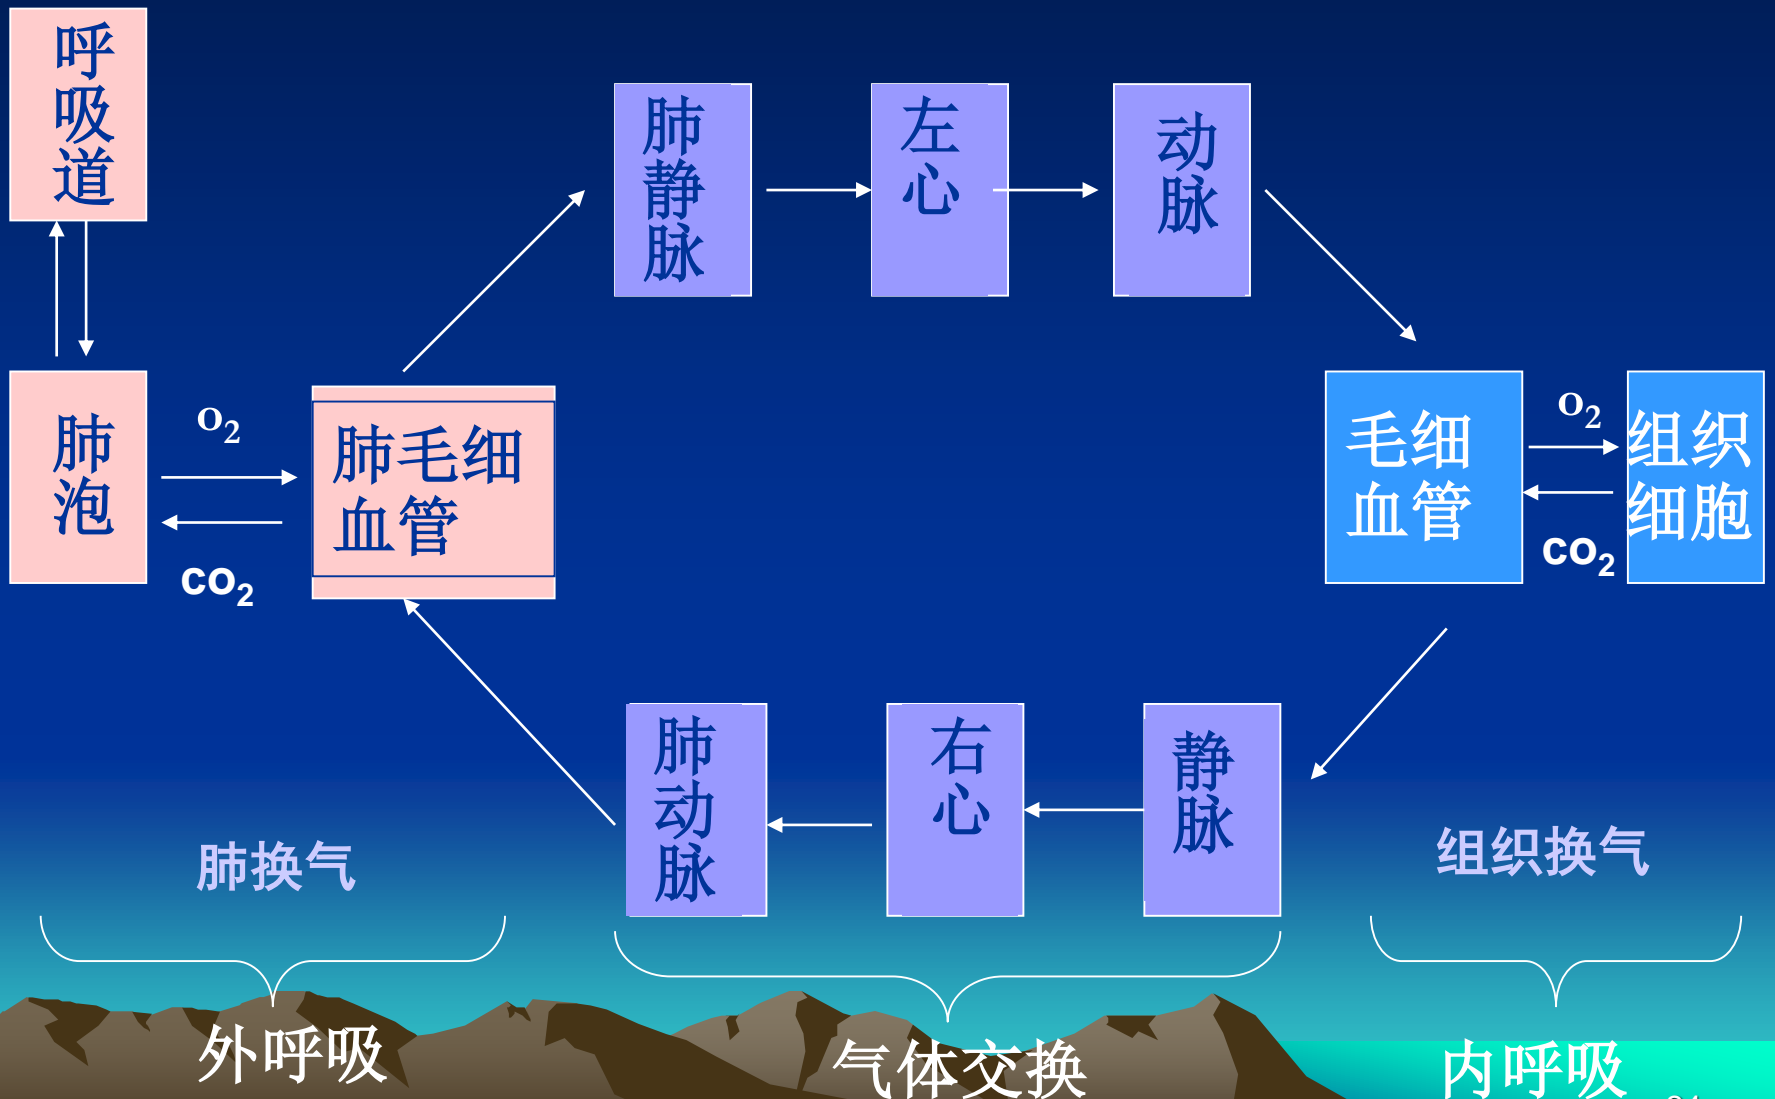 呼吸道
肺静脉
左心
动脉
肺泡
O₂
CO₂
肺毛细
血管
毛细
血管
O₂
CO₂
组织
细胞
肺动脉
右心
静脉
肺换气
组织换气
外呼吸
气体交换
内呼吸